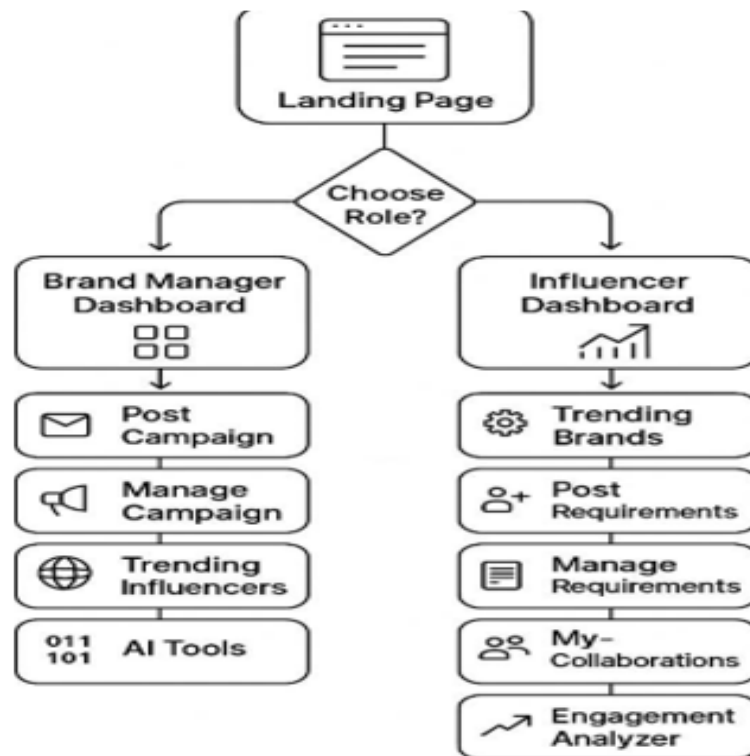 Landing Page
Choose
Role?
Brand Manager
Dashboard
Post
Campaign
Manage
Campaign
Trending
Influencers
011
101
AI Tools
Influencer
Dashboard
Trending
Brands
Post
Requirements
Manage
Requirements
My-
Collaborations
Engagement
Analyzer